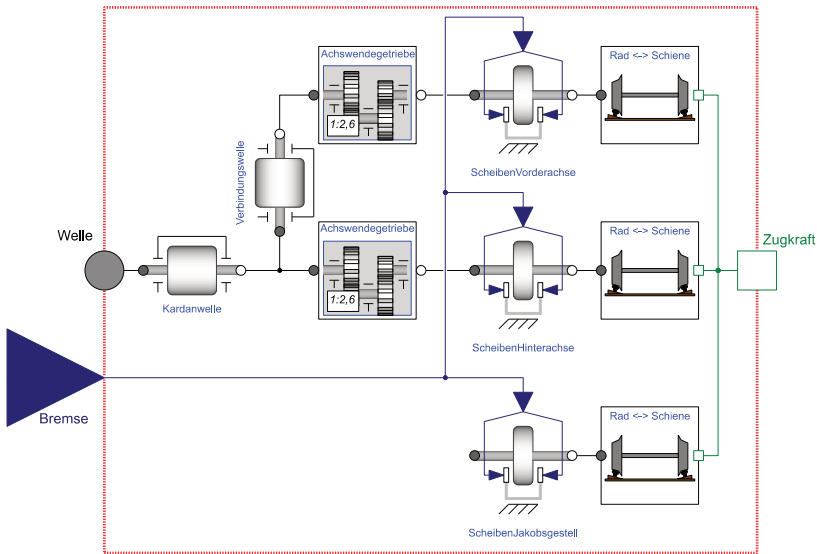 Achswendegetriebe
Rad <-> Schiene
1:2,6
ScheibenVorderachse
Verbindungswelle
Achswendegetriebe
Rad <-> Schiene
Welle
Zugkraft
1:2,6
Kardanwelle
ScheibenHinterachse
Bremse
Rad <-> Schiene
ScheibenJakobsgestell